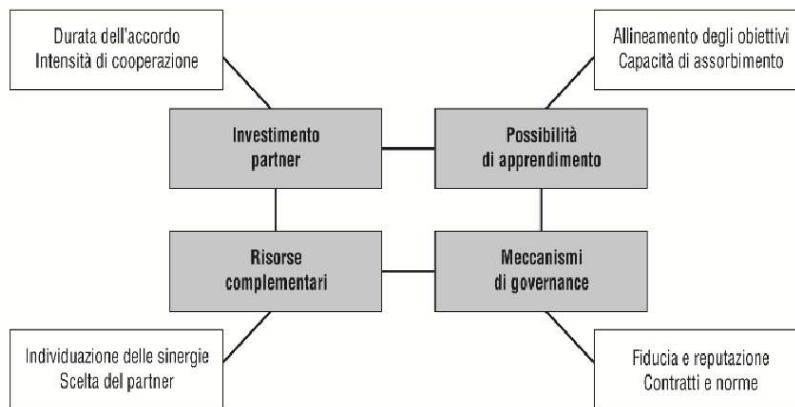 Durata dell'accordo
Intensità di cooperazione
Allineamento degli obiettivi
Capacità di assorbimento
Investimento
partner
Possibilità
di apprendimento
Risorse
complementari
Meccanismi
di governance
Individuazione delle sinergie
Scelta del partner
Fiducia e reputazione
Contratti e norme